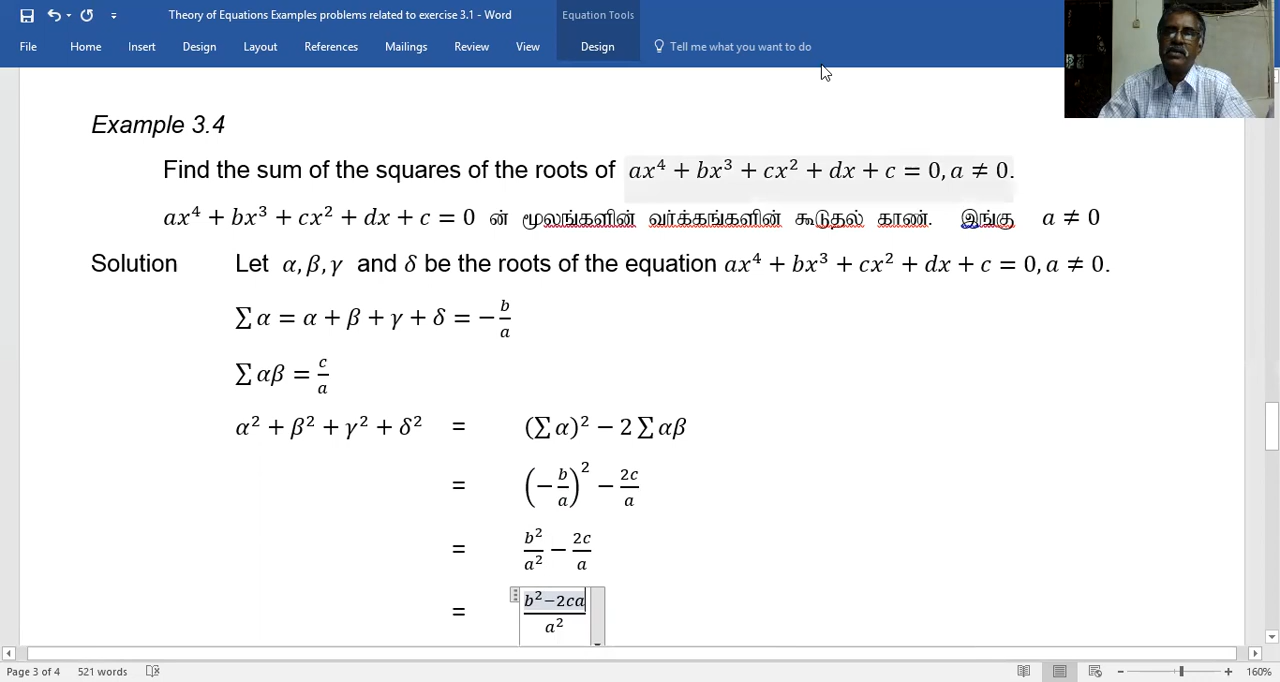 Theory of Equations Examples problems related to exercise 3.1 - Word
Equation Tools
File Home Insert Design Layout References Mailings Review View Design Tell me what you want to do
Example 3.4
Find the sum of the squares of the roots of ax⁴ + bx³ + cx² + dx + c = 0, a ≠ 0.
ax⁴ + bx³ + cx² + dx + c = 0 ன் மூலங்களின் வர்க்கங்களின் கூடுதல் காண். இங்கு a ≠ 0
Solution Let α, β, γ and δ be the roots of the equation ax⁴ + bx³ + cx² + dx + c = 0, a ≠ 0.
∑ α = α + β + γ + δ = −b/a
∑ αβ = c/a
α² + β² + γ² + δ² = (∑ α)² − 2 ∑ αβ
= (−b/a)² − 2c/a
= b²/a² − 2c/a
= (b²−2ca)/a²
Page 3 of 4 521 words 160%